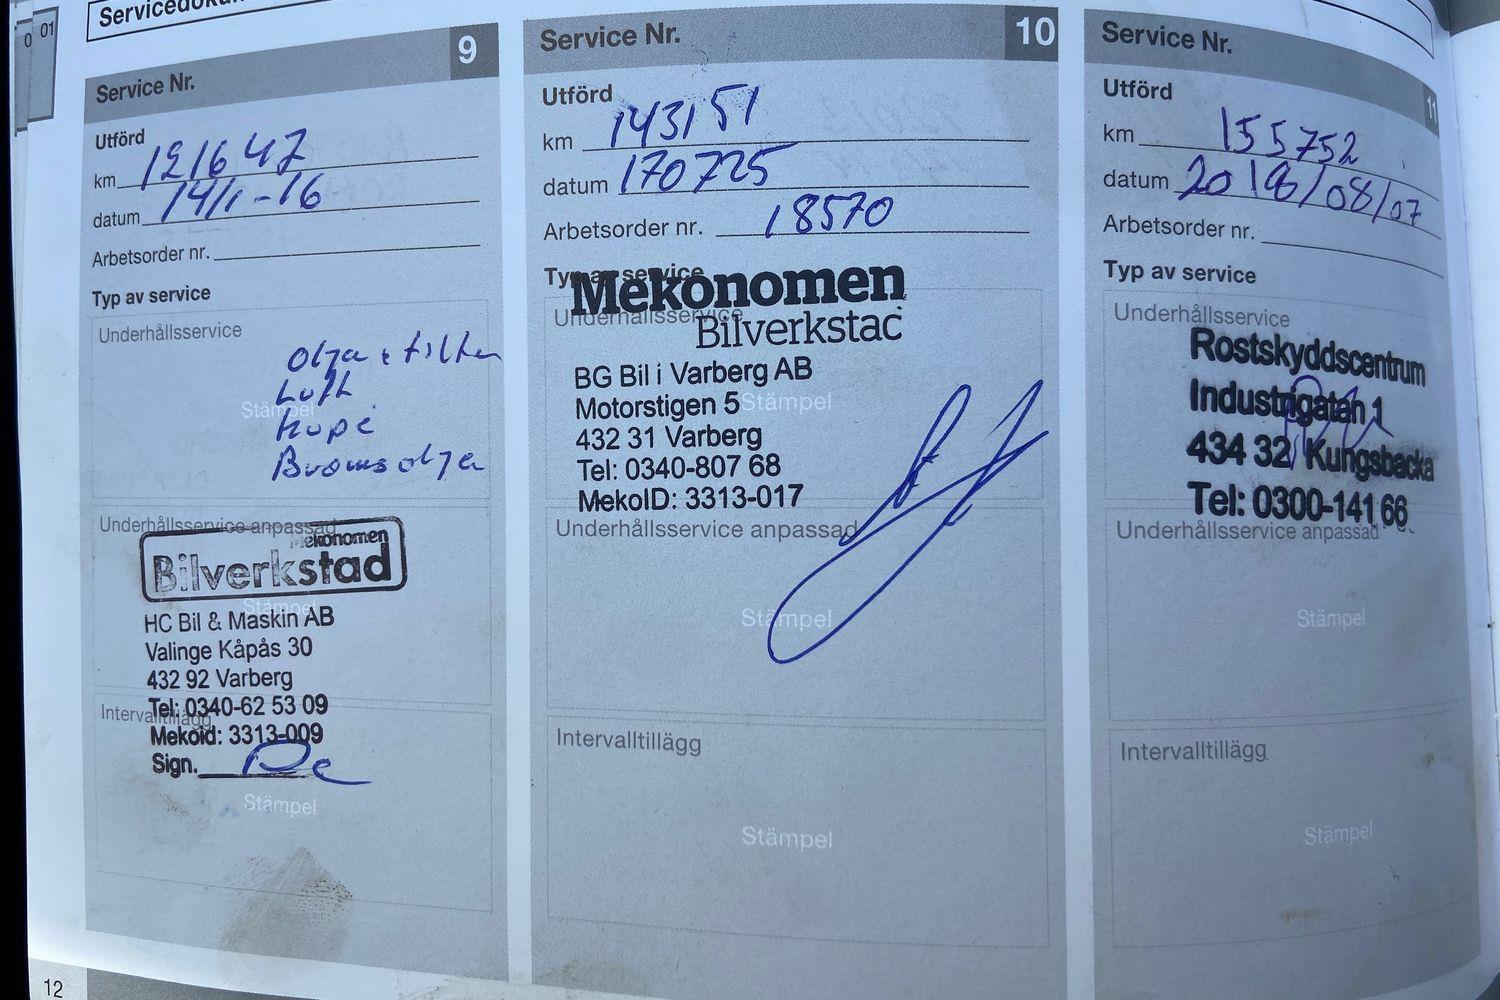 01
0
Servicedoku
Service Nr. 9
Utförd
km 121647
datum 14/1-16
Arbetsorder nr.
Typ av service
Underhållsservice
Olja + filter
Luft
Kupe
Stämpel
Bromsolja
Underhållsservice anpassad
Mekonomen
Bilverkstad
Stämpel
HC Bil & Maskin AB
Valinge Kåpås 30
432 92 Varberg
Tel: 0340-62 53 09
Intervalltillägg
MekoId: 3313-009
Sign.
Stämpel
12
Service Nr. 10
Utförd
km 143151
datum 170725
Arbetsorder nr. 18570
Typ av service
Mekonomen
Underhållsservice
Bilverkstad
BG Bil i Varberg AB
Motorstigen 5
Stämpel
432 31 Varberg
Tel: 0340-807 68
MekoID: 3313-017
Underhållsservice anpassad
Stämpel
Intervalltillägg
Stämpel
Service Nr. 11
Utförd
km 155752
datum 2018/08/07
Arbetsorder nr.
Typ av service
Underhållsservice
Rostskyddscentrum
Industrigatan 1
434 32 Kungsbacka
Tel: 0300-141 66
Underhållsservice anpassad
Stämpel
Intervalltillägg
Stämpel